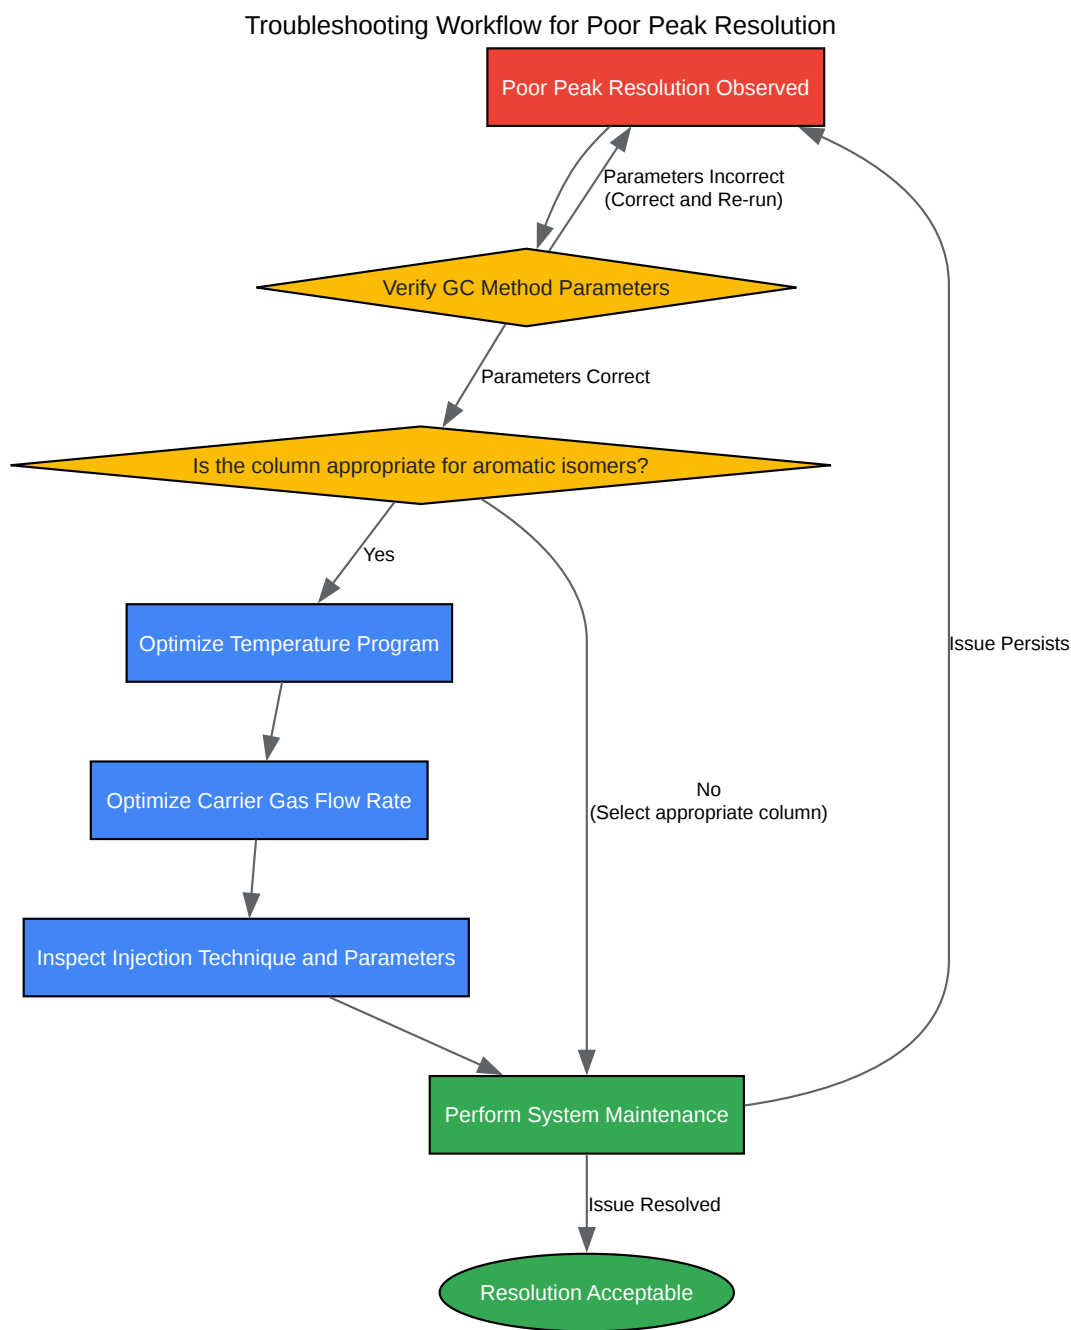 Troubleshooting Workflow for Poor Peak Resolution
Poor Peak Resolution Observed
Parameters Incorrect
(Correct and Re-run)
Verify GC Method Parameters
Parameters Correct
Is the column appropriate for aromatic isomers?
Yes
Optimize Temperature Program
Issue Persists
Optimize Carrier Gas Flow Rate
No
(Select appropriate column)
Inspect Injection Technique and Parameters
Perform System Maintenance
Issue Resolved
Resolution Acceptable